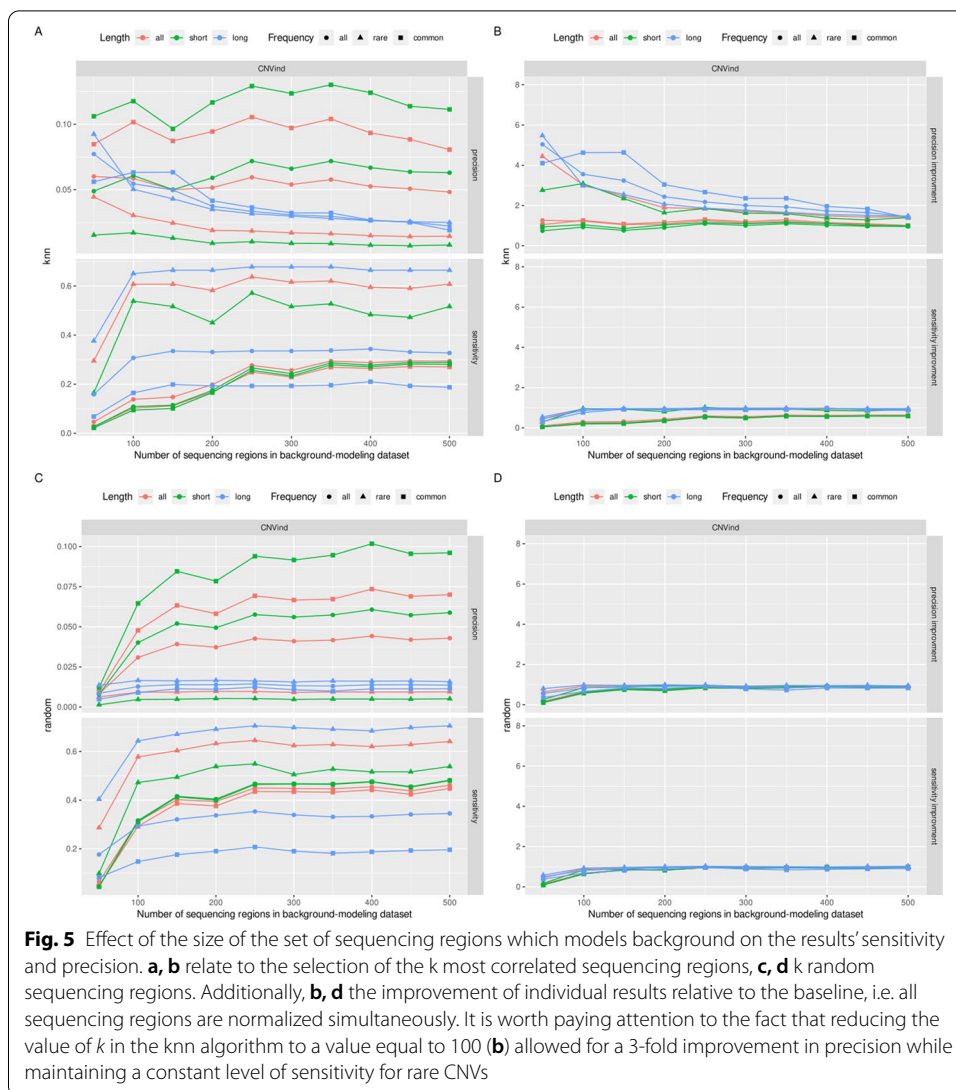 A
Length all short long Frequency all rare common
CNVind
0.10
0.05
precision
knn
0.6
0.4
0.2
0.0
sensitivity
100 200 300 400 500
Number of sequencing regions in background-modeling dataset
B
Length all short long Frequency all rare common
CNVind
8
6
4
2
0
precision improvment
knn
8
6
4
2
0
sensitivity improvment
100 200 300 400 500
Number of sequencing regions in background-modeling dataset
C
Length all short long Frequency all rare common
CNVind
0.100
0.075
0.050
0.025
0.000
precision
random
0.6
0.4
0.2
sensitivity
100 200 300 400 500
Number of sequencing regions in background-modeling dataset
D
Length all short long Frequency all rare common
CNVind
8
6
4
2
0
precision improvment
random
8
6
4
2
0
sensitivity improvment
100 200 300 400 500
Number of sequencing regions in background-modeling dataset
Fig. 5 Effect of the size of the set of sequencing regions which models background on the results' sensitivity
and precision. a, b relate to the selection of the k most correlated sequencing regions, c, d k random
sequencing regions. Additionally, b, d the improvement of individual results relative to the baseline, i.e. all
sequencing regions are normalized simultaneously. It is worth paying attention to the fact that reducing the
value of k in the knn algorithm to a value equal to 100 (b) allowed for a 3-fold improvement in precision while
maintaining a constant level of sensitivity for rare CNVs